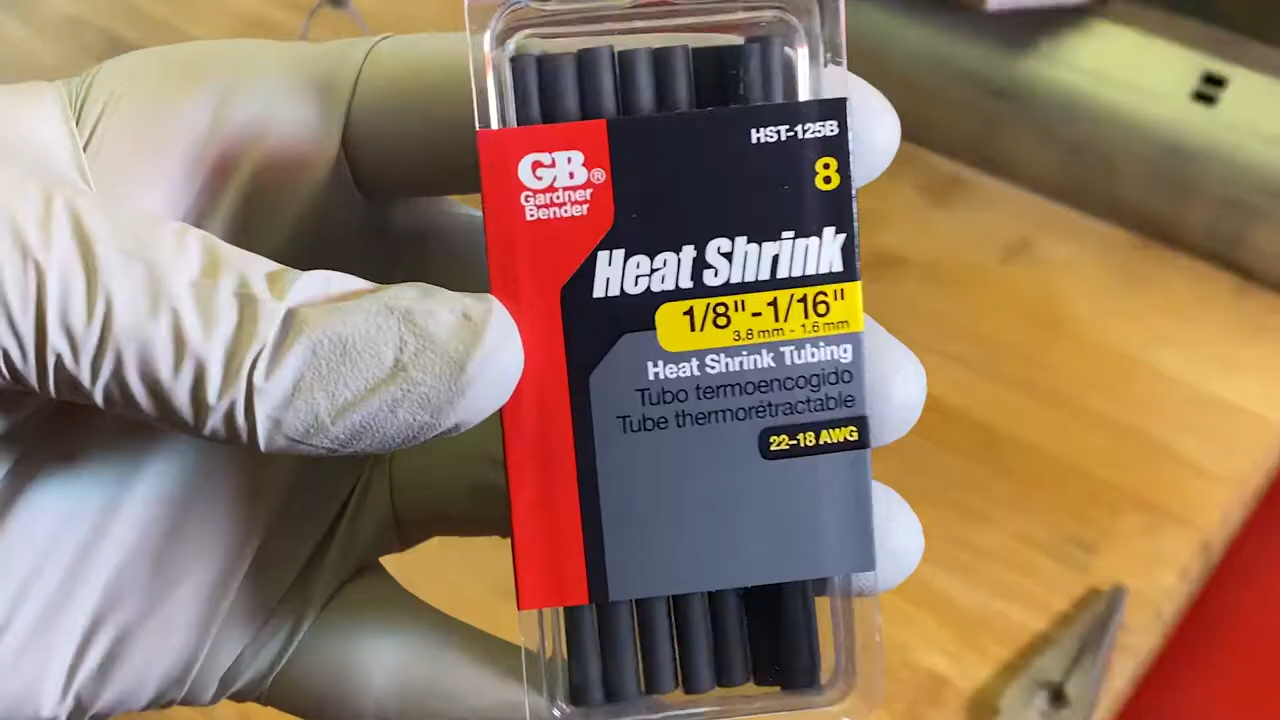 HST-125B
8
GB®
Gardner
Bender
Heat Shrink
1/8"-1/16"
3.8 mm - 1.6 mm
Heat Shrink Tubing
Tubo termoencogido
Tube thermorétractable
22-18 AWG